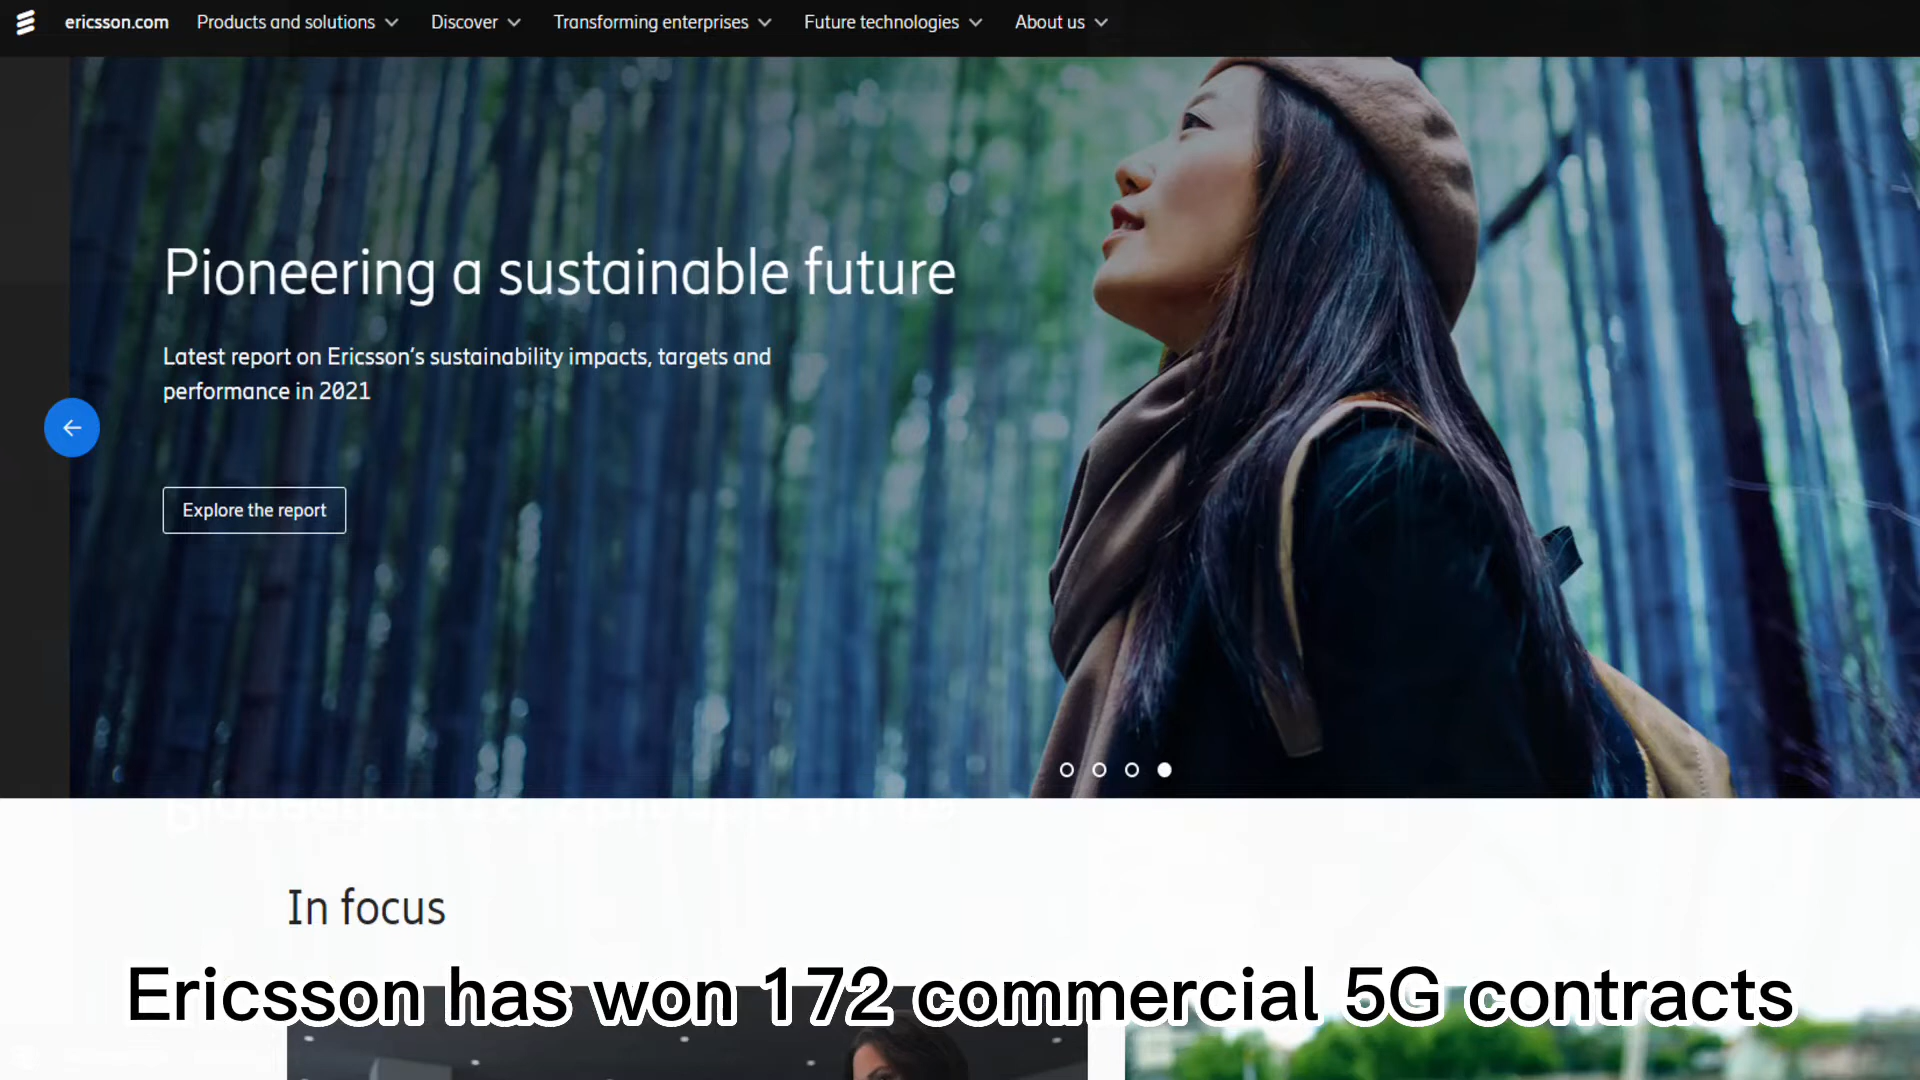 ericsson.com Products and solutions Discover Transforming enterprises Future technologies About us
Pioneering a sustainable future
Latest report on Ericsson's sustainability impacts, targets and
performance in 2021
Explore the report
In focus
Ericsson has won 172 commercial 5G contracts